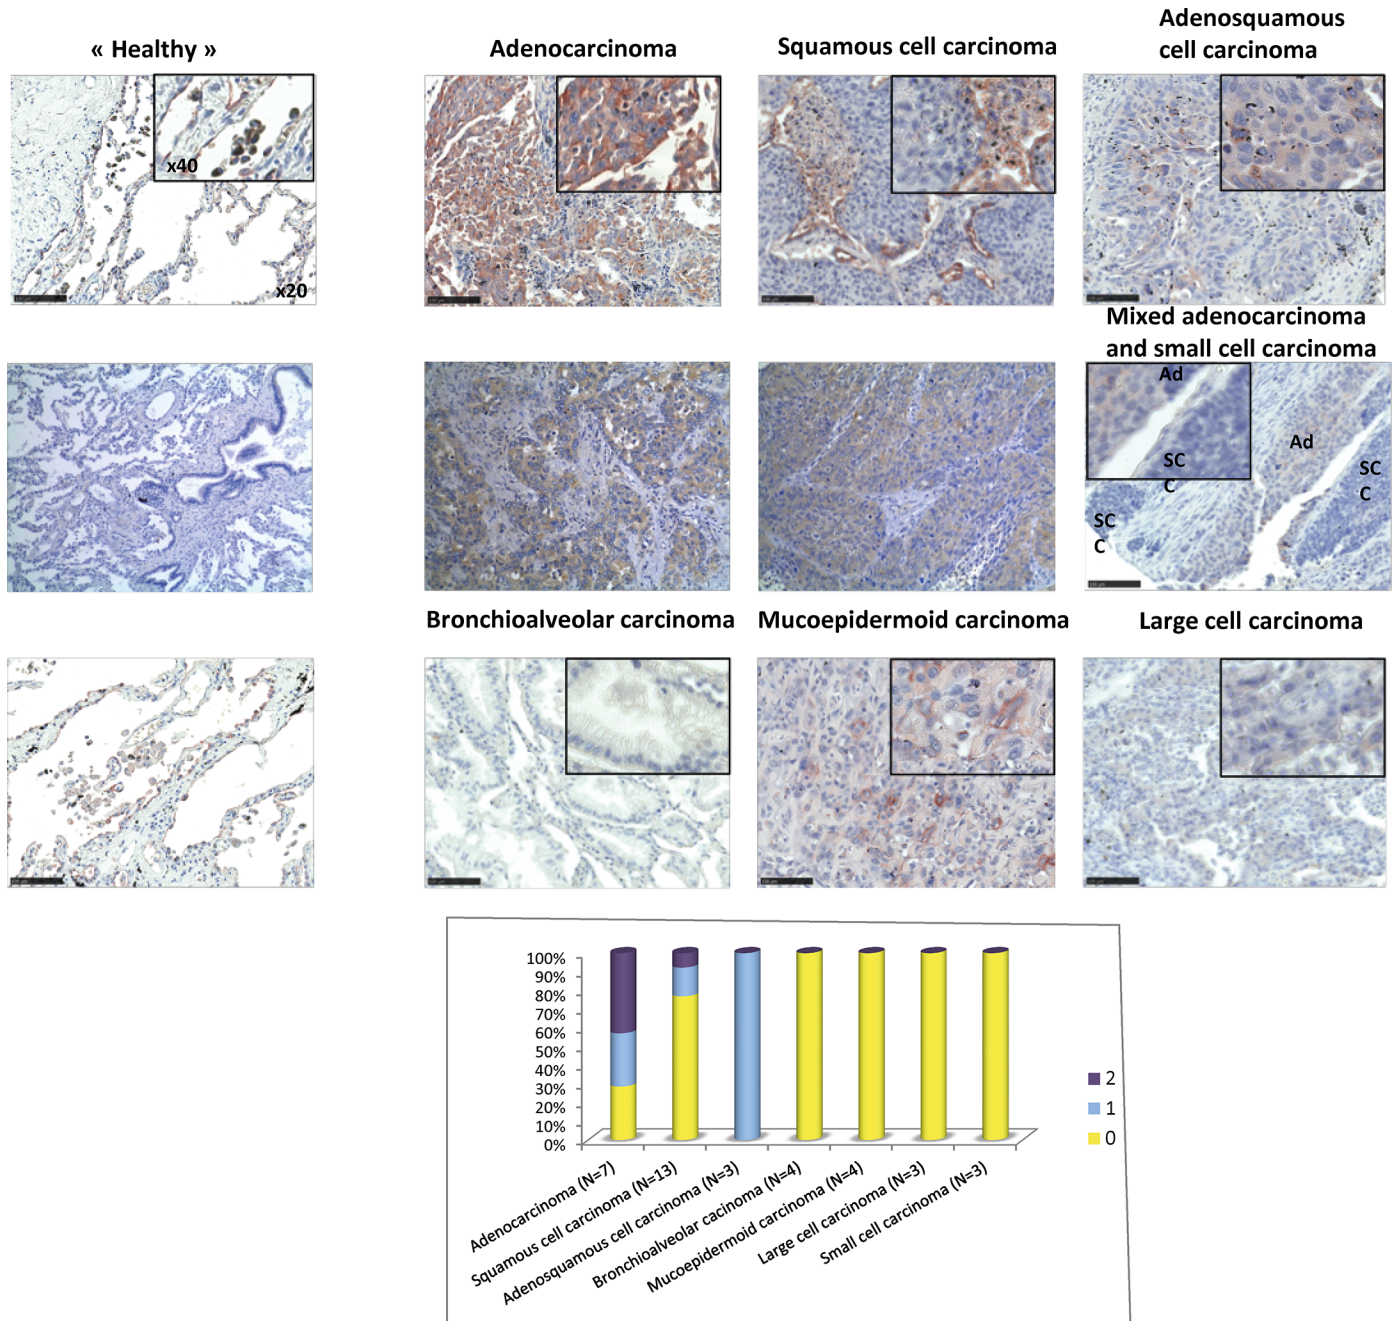 « Healthy »
Adenocarcinoma
Squamous cell carcinoma
Adenosquamous
cell carcinoma
x40
x20
Mixed adenocarcinoma
and small cell carcinoma
Ad
SC
C
Ad
SC
C
SC
C
Bronchioalveolar carcinoma
Mucoepidermoid carcinoma
Large cell carcinoma
100%
90%
80%
70%
60%
50%
40%
30%
20%
10%
0%
2
1
0
Adenocarcinoma (N=7)
Squamous cell carcinoma (N=13)
Adenosquamous cell carcinoma (N=3)
Bronchioalveolar cacinoma (N=4)
Mucoepidermoid carcinoma (N=4)
Large cell carcinoma (N=3)
Small cell carcinoma (N=3)